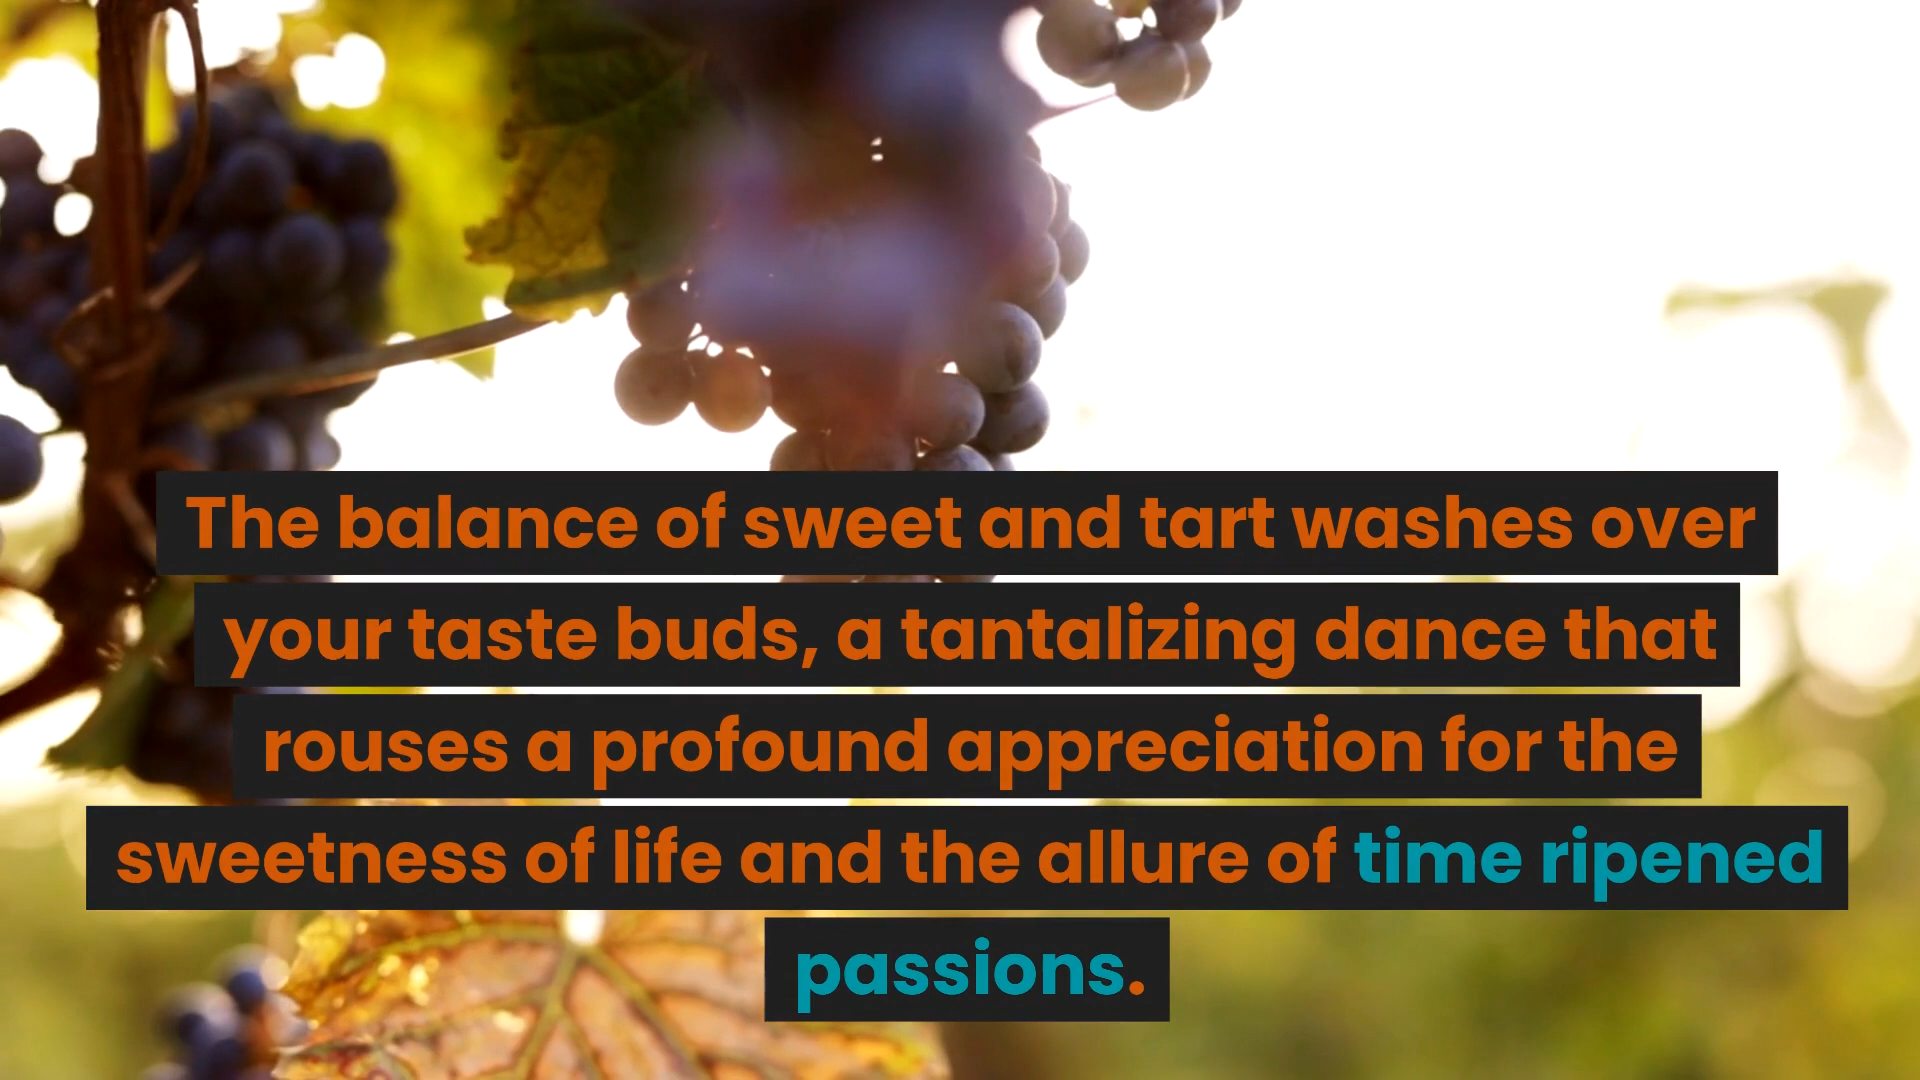 The balance of sweet and tart washes over
your taste buds, a tantalizing dance that
rouses a profound appreciation for the
sweetness of life and the allure of time ripened
passions.